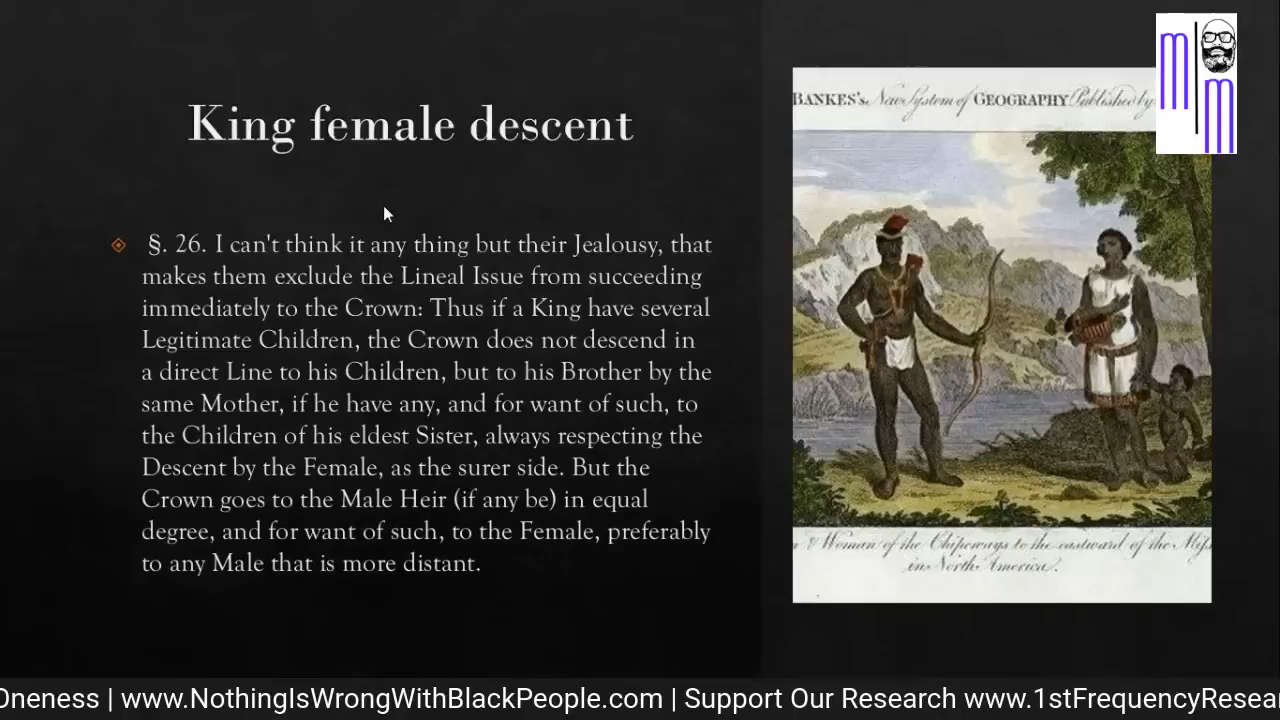 King female descent
§. 26. I can't think it any thing but their Jealousy, that
makes them exclude the Lineal Issue from succeeding
immediately to the Crown: Thus if a King have several
Legitimate Children, the Crown does not descend in
a direct Line to his Children, but to his Brother by the
same Mother, if he have any, and for want of such, to
the Children of his eldest Sister, always respecting the
Descent by the Female, as the surer side. But the
Crown goes to the Male Heir (if any be) in equal
degree, and for want of such, to the Female, preferably
to any Male that is more distant.
BANKES's New System of GEOGRAPHY Published by
& Woman of the Chipeways to the eastward of the
in North America.
m m
Oneness | www.NothingIsWrongWithBlackPeople.com | Support Our Research www.1stFrequencyResear